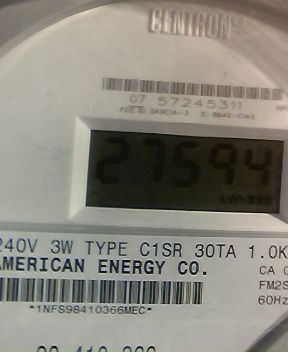 CENTRON
07 57245311
27594
kWh
240V 3W TYPE C1SR 30TA 1.0K
AMERICAN ENERGY CO.
CA 0
FM2S
60Hz
*1NFS98410366MEC*